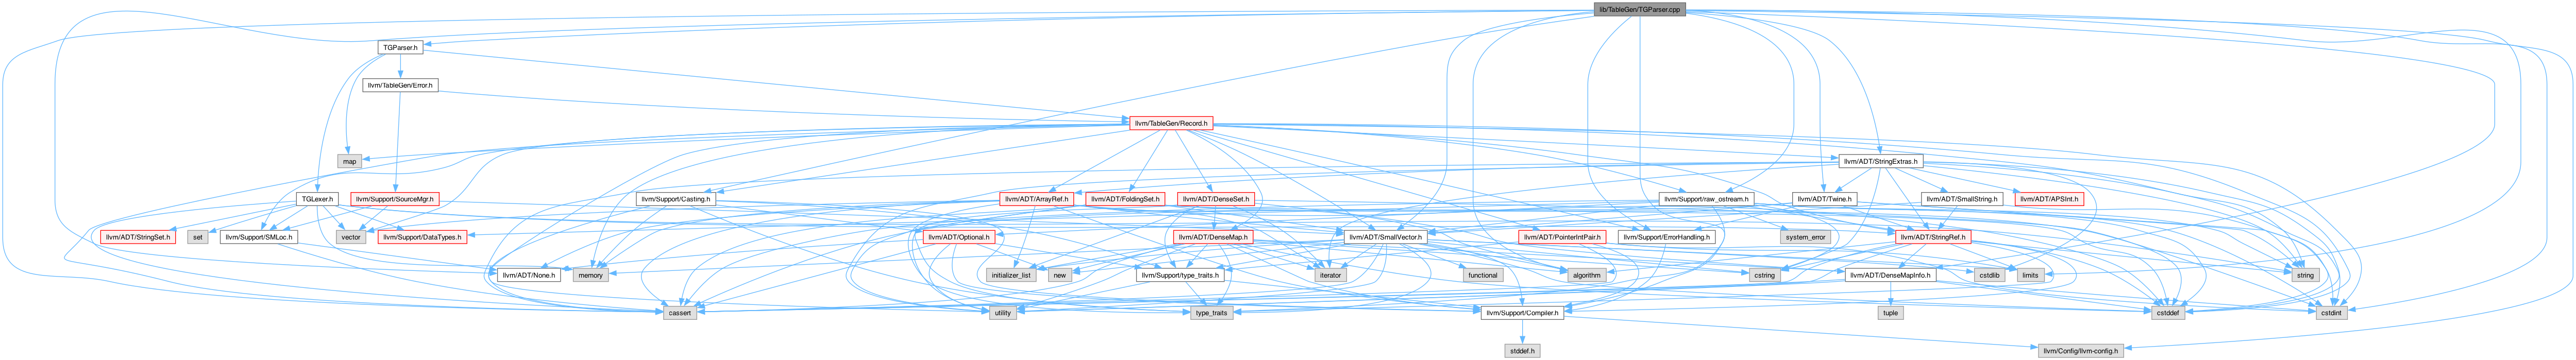 lib/TableGen/TGParser.cpp
TGParser.h
llvm/TableGen/Error.h
llvm/TableGen/Record.h
map
llvm/ADT/StringExtras.h
TGLexer.h
llvm/Support/SourceMgr.h
llvm/Support/Casting.h
llvm/ADT/ArrayRef.h
llvm/ADT/FoldingSet.h
llvm/ADT/DenseSet.h
llvm/Support/raw_ostream.h
llvm/ADT/Twine.h
llvm/ADT/SmallString.h
llvm/ADT/APSInt.h
llvm/ADT/StringSet.h
set
llvm/Support/SMLoc.h
vector
llvm/Support/DataTypes.h
llvm/ADT/Optional.h
llvm/ADT/DenseMap.h
llvm/ADT/SmallVector.h
llvm/ADT/PointerIntPair.h
llvm/Support/ErrorHandling.h
system_error
llvm/ADT/StringRef.h
llvm/ADT/None.h
memory
initializer_list
new
llvm/Support/type_traits.h
iterator
functional
algorithm
cstring
llvm/ADT/DenseMapInfo.h
cstdlib
limits
string
cassert
utility
type_traits
llvm/Support/Compiler.h
tuple
cstddef
cstdint
stddef.h
llvm/Config/llvm-config.h